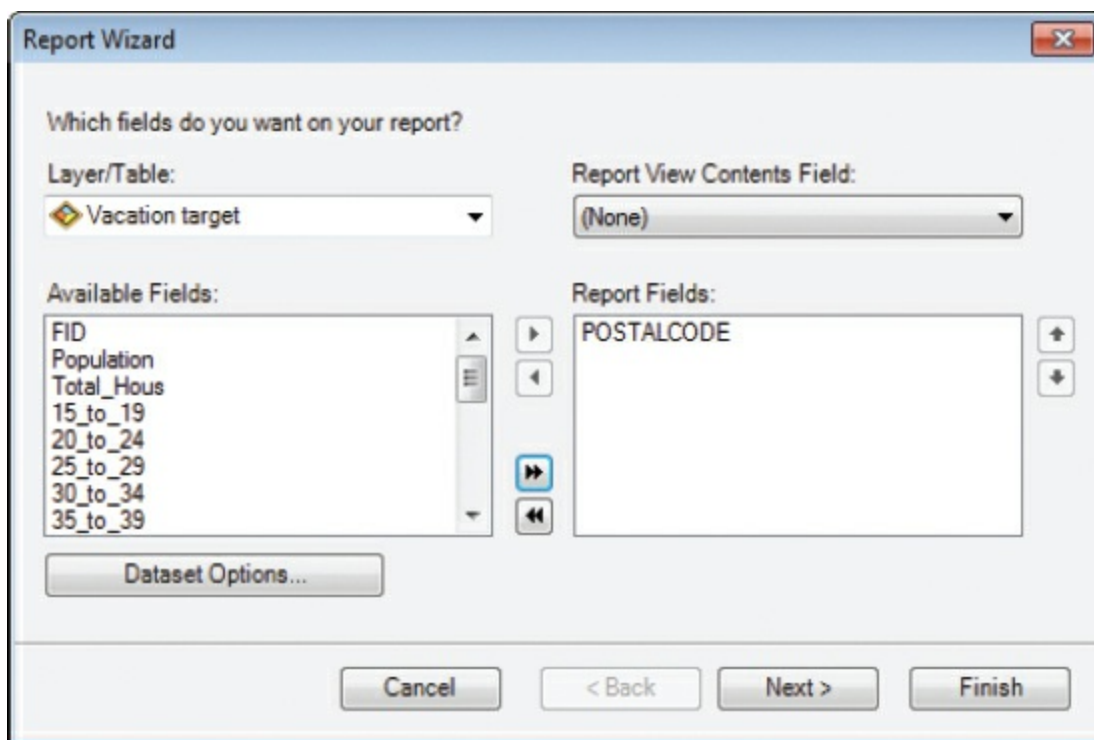 Report Wizard
Which fields do you want on your report?
Layer/Table:
Report View Contents Field:
Vacation target
(None)
Available Fields:
Report Fields:
FID
Population
Total_Hous
15_to_19
20_to_24
25_to_29
30_to_34
35_to_39
POSTALCODE
Dataset Options...
Cancel
< Back
Next >
Finish